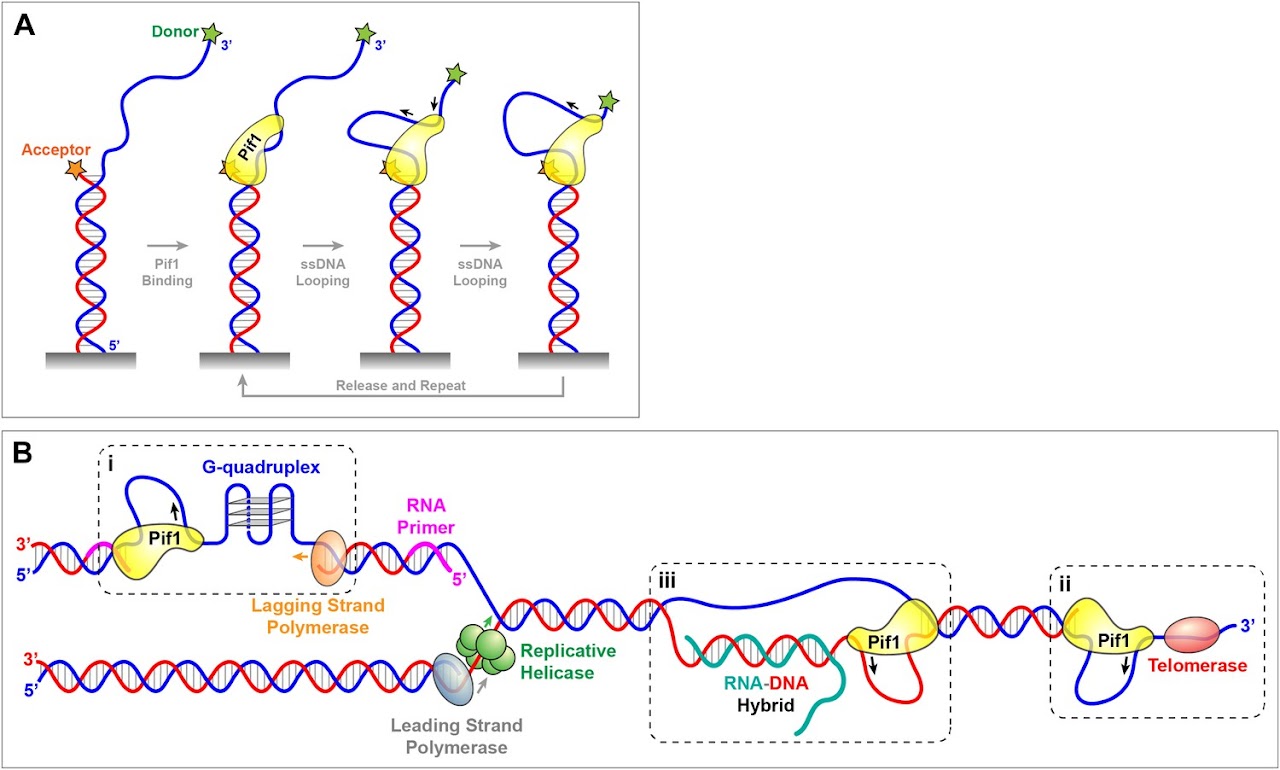 A
Donor
3’
3’
Acceptor
Pif1
Pif1
Binding
ssDNA
Looping
ssDNA
Looping
5’
Release and Repeat
B
i
G-quadruplex
RNA
Primer
Pif1
3’
5’
5’
Lagging Strand
Polymerase
iii
ii
Pif1
Pif1
3’
Replicative
Helicase
Telomerase
3’
5’
RNA-DNA
Hybrid
Leading Strand
Polymerase